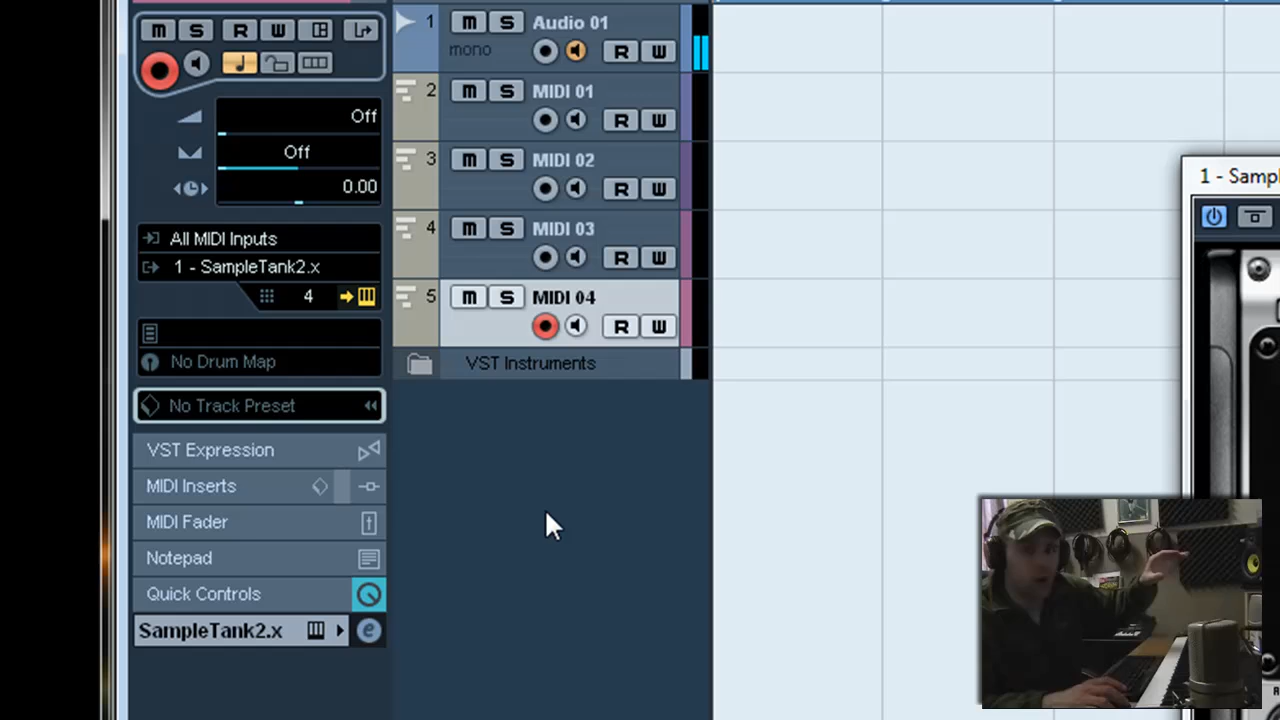 M S R W
Off
Off
0.00
All MIDI Inputs
1 - SampleTank2.x
4
No Drum Map
No Track Preset
VST Expression
MIDI Inserts
MIDI Fader
Notepad
Quick Controls
SampleTank2.x e
1 M S Audio 01
mono R W
2 M S MIDI 01
R W
3 M S MIDI 02
R W
4 M S MIDI 03
R W
5 M S MIDI 04
R W
VST Instruments
1 - Sampl